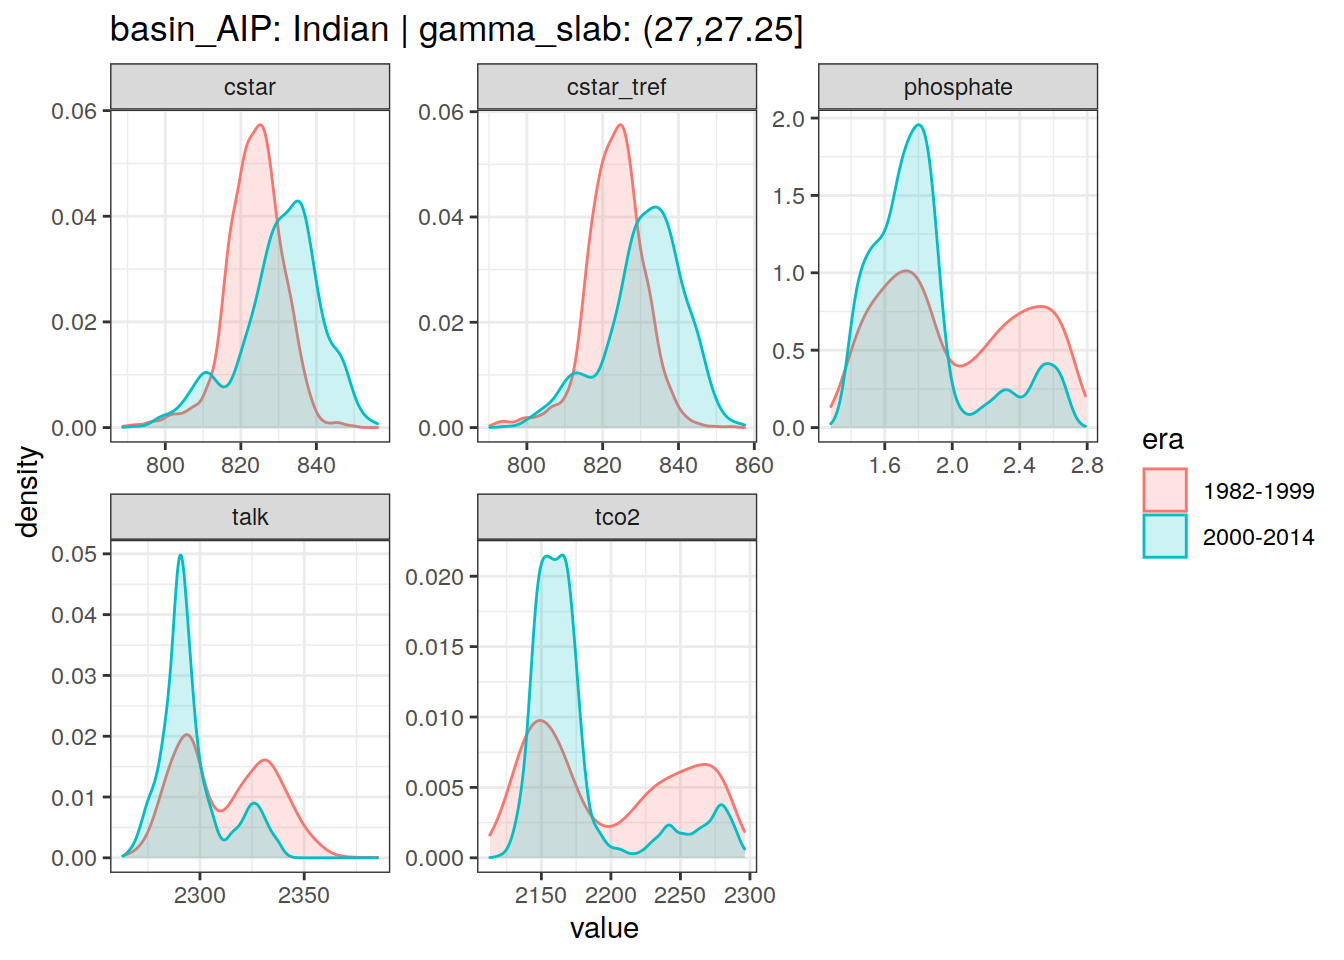 basin_AIP: Indian | gamma_slab: (27,27.25]
cstar
cstar_tref
phosphate
0.06
0.04
0.02
0.00
800 820 840
0.06
0.04
0.02
0.00
800 820 840 860
2.0
1.5
1.0
0.5
0.0
1.6 2.0 2.4 2.8
density
talk
tco2
0.05
0.04
0.03
0.02
0.01
0.00
2300 2350
0.020
0.015
0.010
0.005
0.000
2150 2200 2250 2300
value
era
1982-1999
2000-2014